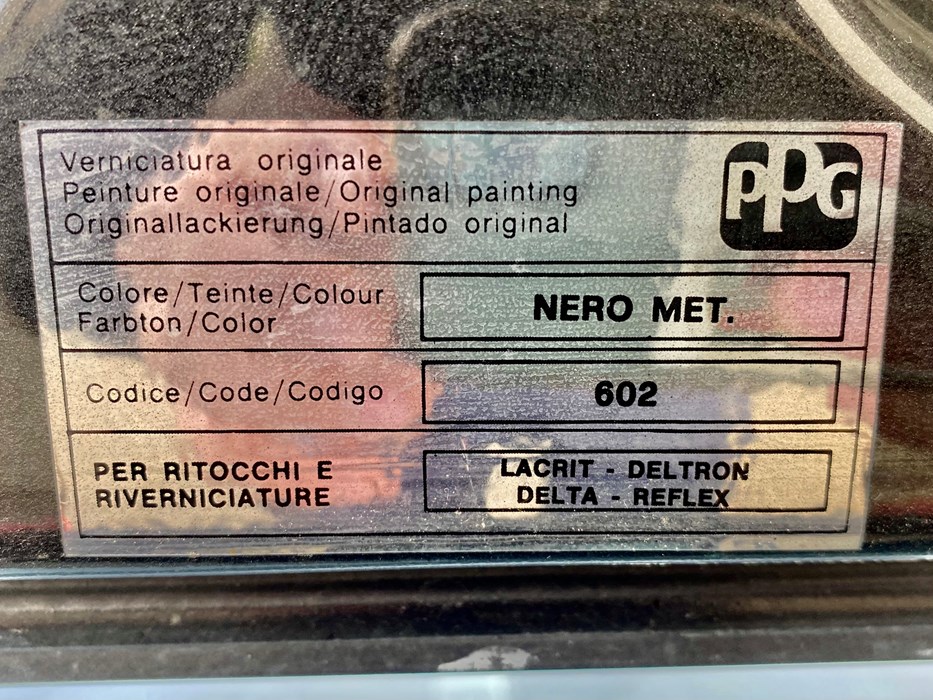 Verniciatura originale
Peinture originale/Original painting
Originallackierung/Pintado original
PPG
Colore/Teinte/Colour
Farbton/Color
NERO MET.
Codice/Code/Codigo
602
PER RITOCCHI E
RIVERNICIATURE
LACRIT - DELTRON
DELTA - REFLEX